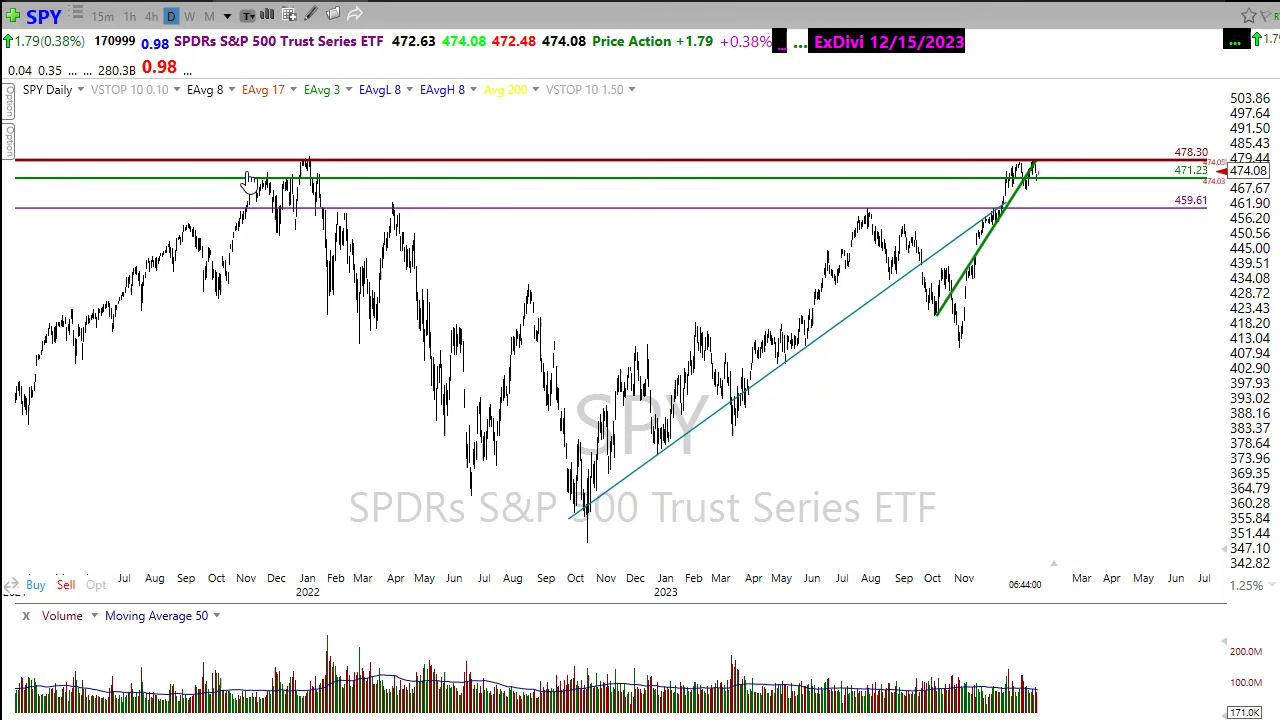 SPY 15m 1h 4h D W M T
1.79(0.38%) 170999 0.98 SPDRs S&P 500 Trust Series ETF 472.63 474.08 472.48 474.08 Price Action +1.79 +0.38% ... ... ExDivi 12/15/2023 ... 1.79
0.04 0.35 ... ... 280.3B 0.98 ...
SPY Daily VSTOP 10 0.10 EAvg 8 EAvg 17 EAvg 3 EAvgL 8 EAvgH 8 Avg 200 VSTOP 10 1.50
Option
Option
503.86
497.64
491.50
485.43
478.30 479.44
471.23 474.08
467.67
459.61 461.90
456.20
450.56
445.00
439.51
434.08
428.72
423.43
418.20
413.04
407.94
402.90
397.93
393.02
388.16
383.37
378.64
373.96
369.35
364.79
360.28
355.84
351.44
347.10
342.82
SPY
SPDRs S&P 500 Trust Series ETF
Jul Aug Sep Oct Nov Dec Jan Feb Mar Apr May Jun Jul Aug Sep Oct Nov Dec Jan Feb Mar Apr May Jun Jul Aug Sep Oct Nov 06:44:00 Mar Apr May Jun Jul
Buy Sell Opt 1.25%
2022 2023
X Volume Moving Average 50
200.0M
100.0M
171.0K